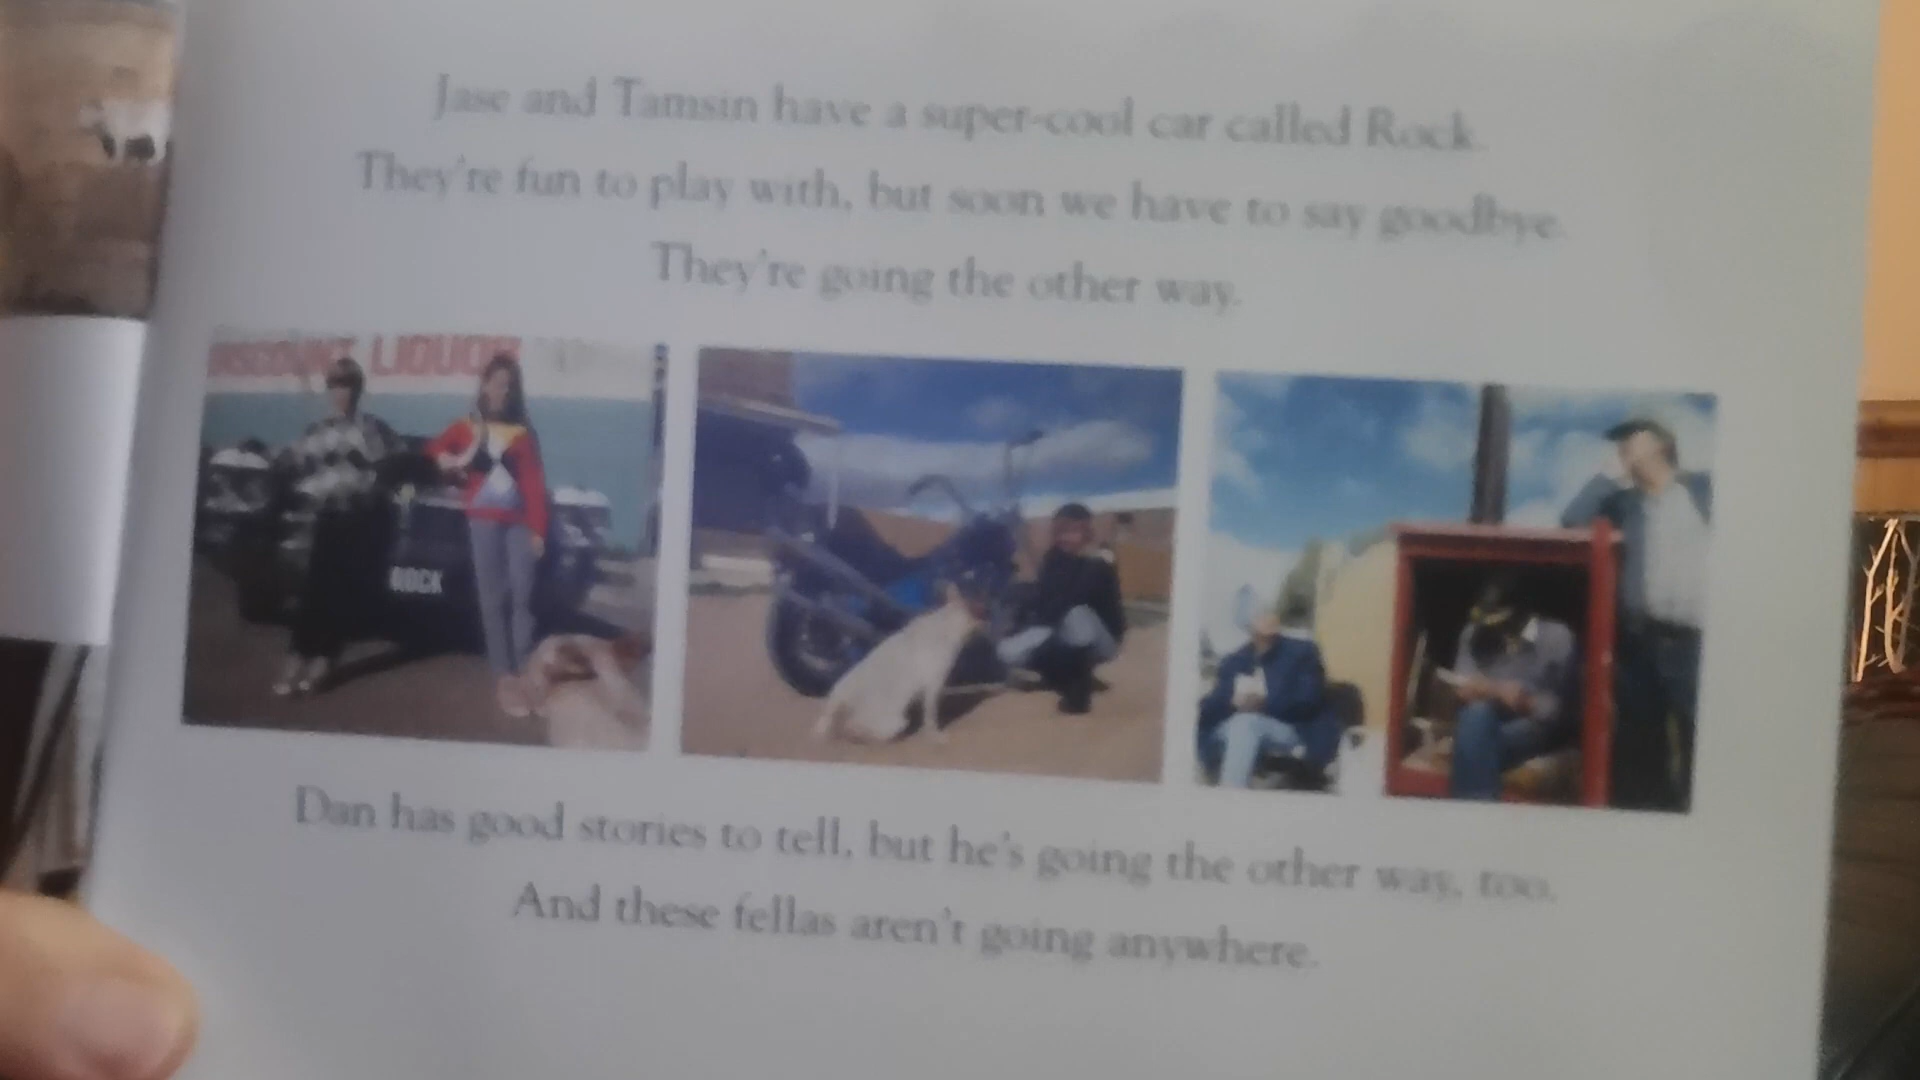 Jase and Tamsin have a super-cool car called Rock.
They're fun to play with, but soon we have to say goodbye.
They're going the other way.
DISCOUNT LIQUOR
ROCK
Dan has good stories to tell, but he's going the other way, too.
And these fellas aren't going anywhere.